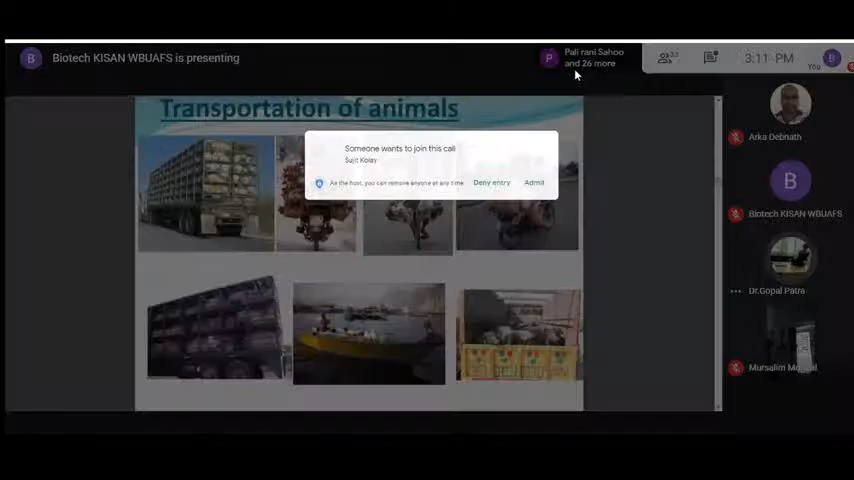 Biotech KISAN WBUAFS is presenting
Pali rani Sahoo
and 26 more
3:11 PM
You
Transportation of animals
Someone wants to join this call
Sujit Kolay
As the host, you can remove anyone at any time
Deny entry
Admit
Arka Debnath
Biotech KISAN WBUAFS
Dr.Gopal Patra
Mursalim